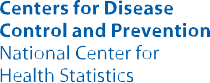 Centers for Disease
Control and Prevention
National Center for
Health Statistics